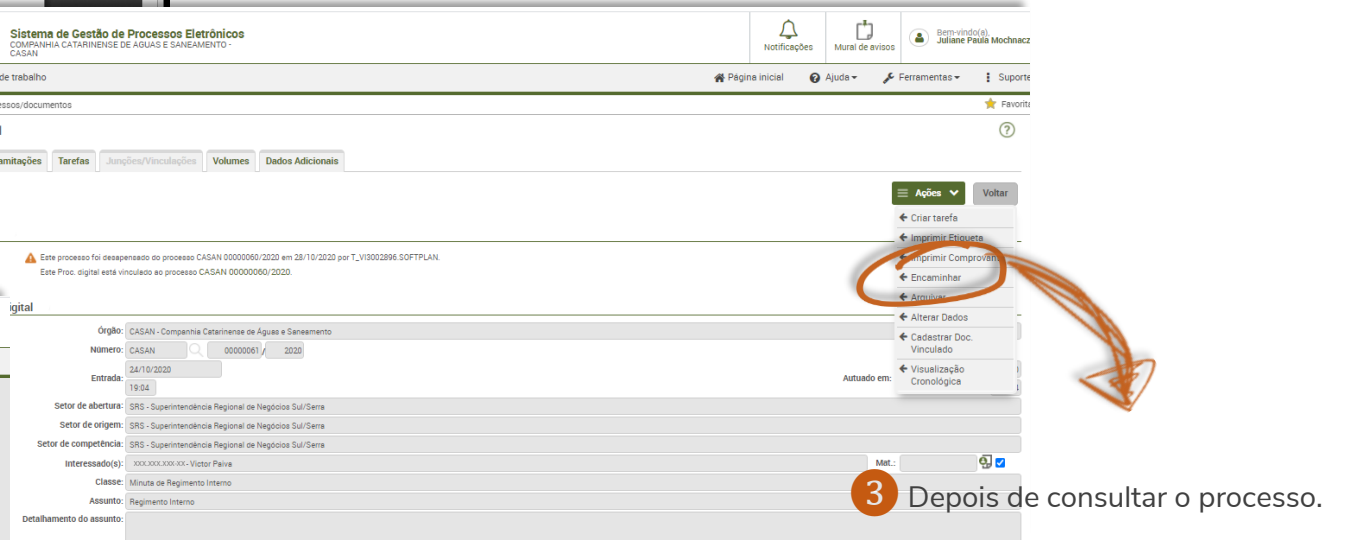 Sistema de Gestão de Processos Eletrônicos
COMPANHIA CATARINENSE DE AGUAS E SANEAMENTO -
CASAN
Notificações
Mural de avisos
Bem-vindo(a),
Juliane Paula Mochnacz
de trabalho
Página inicial
Ajuda
Ferramentas
Suporte
essos/documentos
Favorita
amitações
Tarefas
Junções/Vinculações
Volumes
Dados Adicionais
Ações
Voltar
Criar tarefa
Imprimir Etiqueta
Imprimir Comprovan
Encaminhar
Arquivar
Alterar Dados
Cadastrar Doc.
Vinculado
Visualização
Cronológica
Este processo foi desapensado do processo CASAN 00000060/2020 em 28/10/2020 por T_VI3002896.SOFTPLAN.
Este Proc. digital está vinculado ao processo CASAN 00000060/2020.
igital
Órgão: CASAN - Companhia Catarinense de Águas e Saneamento
Número: CASAN 00000061 / 2020
Entrada: 24/10/2020
19:04
Autuado em:
Setor de abertura: SRS - Superintendência Regional de Negócios Sul/Serra
Setor de origem: SRS - Superintendência Regional de Negócios Sul/Serra
Setor de competência: SRS - Superintendência Regional de Negócios Sul/Serra
Interessado(s): XXX.XXX.XXX-XX - Victor Paiva Mat.:
Classe: Minuta de Regimento Interno
Assunto: Regimento Interno
Detalhamento do assunto:
3 Depois de consultar o processo.